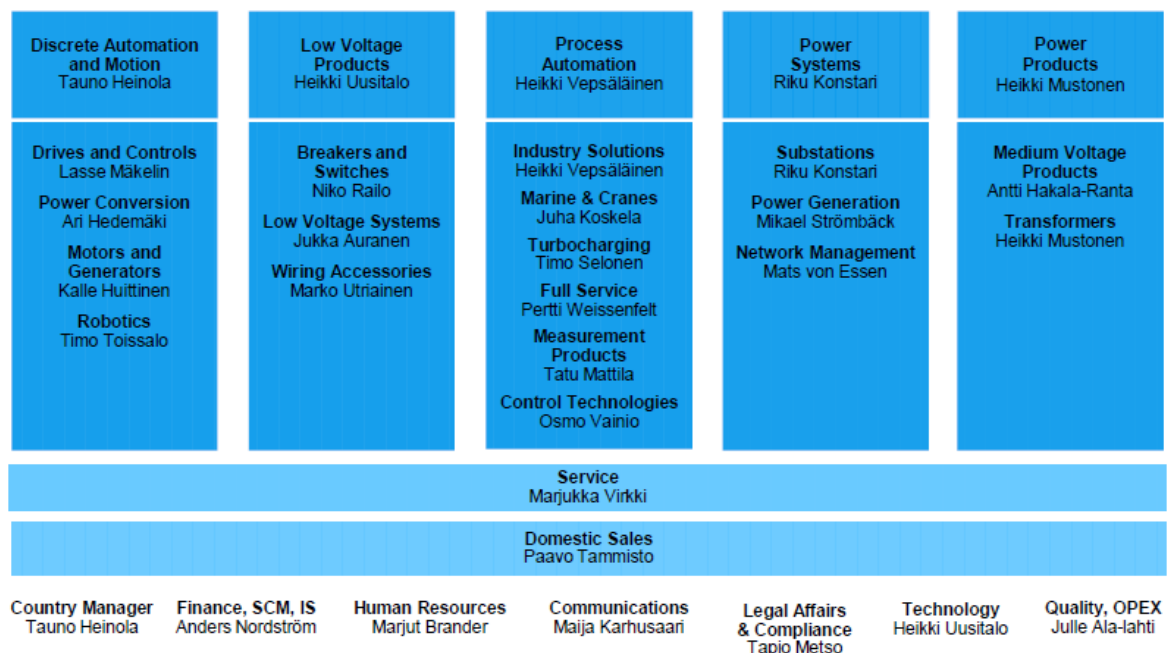 Discrete Automation
and Motion
Tauno Heinola
Low Voltage
Products
Heikki Uusitalo
Process
Automation
Heikki Vepsäläinen
Power
Systems
Riku Konstari
Power
Products
Heikki Mustonen
Drives and Controls
Lasse Mäkelin
Power Conversion
Ari Hedemäki
Motors and
Generators
Kalle Huittinen
Robotics
Timo Toissalo
Breakers and
Switches
Niko Railo
Low Voltage Systems
Jukka Auranen
Wiring Accessories
Marko Utriainen
Industry Solutions
Heikki Vepsäläinen
Marine & Cranes
Juha Koskela
Turbocharging
Timo Selonen
Full Service
Pertti Weissenfelt
Measurement
Products
Tatu Mattila
Control Technologies
Osmo Vainio
Substations
Riku Konstari
Power Generation
Mikael Strömbäck
Network Management
Mats von Essen
Medium Voltage
Products
Antti Hakala-Ranta
Transformers
Heikki Mustonen
Service
Marjukka Virkki
Domestic Sales
Paavo Tammisto
Country Manager
Tauno Heinola
Finance, SCM, IS
Anders Nordström
Human Resources
Marjut Brander
Communications
Maija Karhusaari
Legal Affairs
& Compliance
Tapio Metso
Technology
Heikki Uusitalo
Quality, OPEX
Julle Ala-lahti